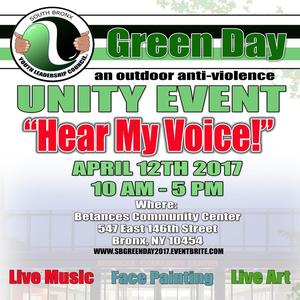 SOUTH BRONX
YOUTH LEADERSHIP COUNCIL
Green Day
an outdoor anti-violence
UNITY EVENT
"Hear My Voice!"
APRIL 12TH 2017
10 AM - 5 PM
Where:
Betances Community Center
547 East 146th Street
Bronx, NY 10454
WWW.SBGREENDAY2017.EVENTBRITE.COM
Live Music Face Painting Live Art